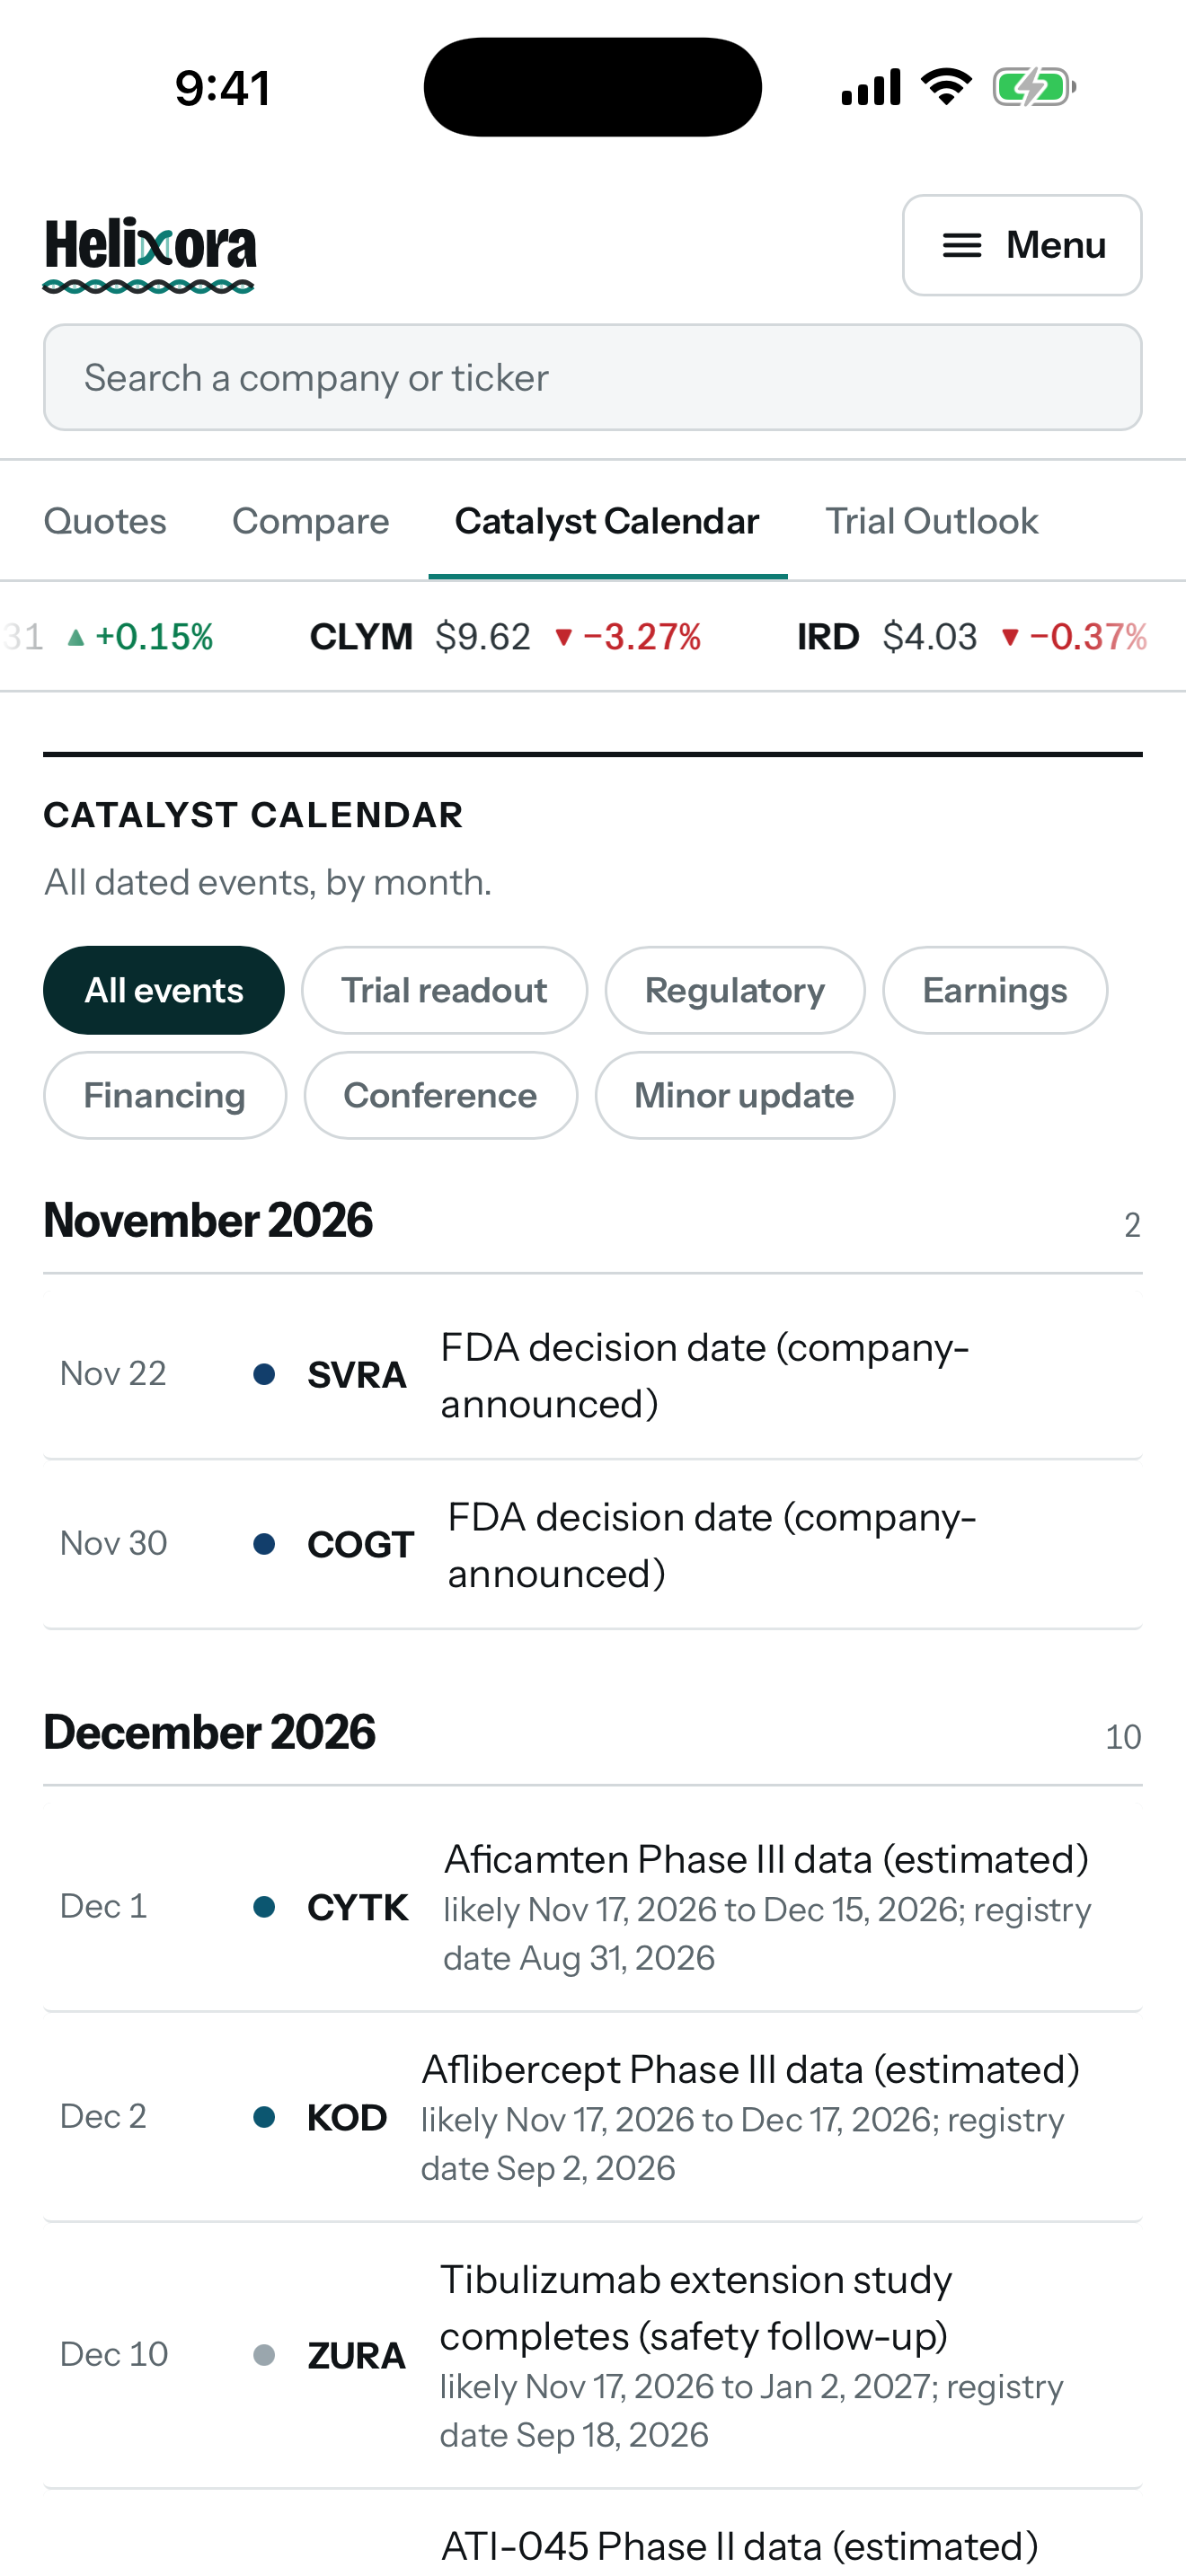 9:41
Helixora
Menu
Search a company or ticker
Quotes Compare Catalyst Calendar Trial Outlook
31 ▲ +0.15% CLYM $9.62 ▼ −3.27% IRD $4.03 ▼ −0.37%
CATALYST CALENDAR
All dated events, by month.
All events Trial readout Regulatory Earnings
Financing Conference Minor update
November 2026 2
Nov 22 SVRA FDA decision date (company-
announced)
Nov 30 COGT FDA decision date (company-
announced)
December 2026 10
Dec 1 CYTK Aficamten Phase III data (estimated)
likely Nov 17, 2026 to Dec 15, 2026; registry
date Aug 31, 2026
Dec 2 KOD Aflibercept Phase III data (estimated)
likely Nov 17, 2026 to Dec 17, 2026; registry
date Sep 2, 2026
Dec 10 ZURA Tibulizumab extension study
completes (safety follow-up)
likely Nov 17, 2026 to Jan 2, 2027; registry
date Sep 18, 2026
ATI-045 Phase II data (estimated)